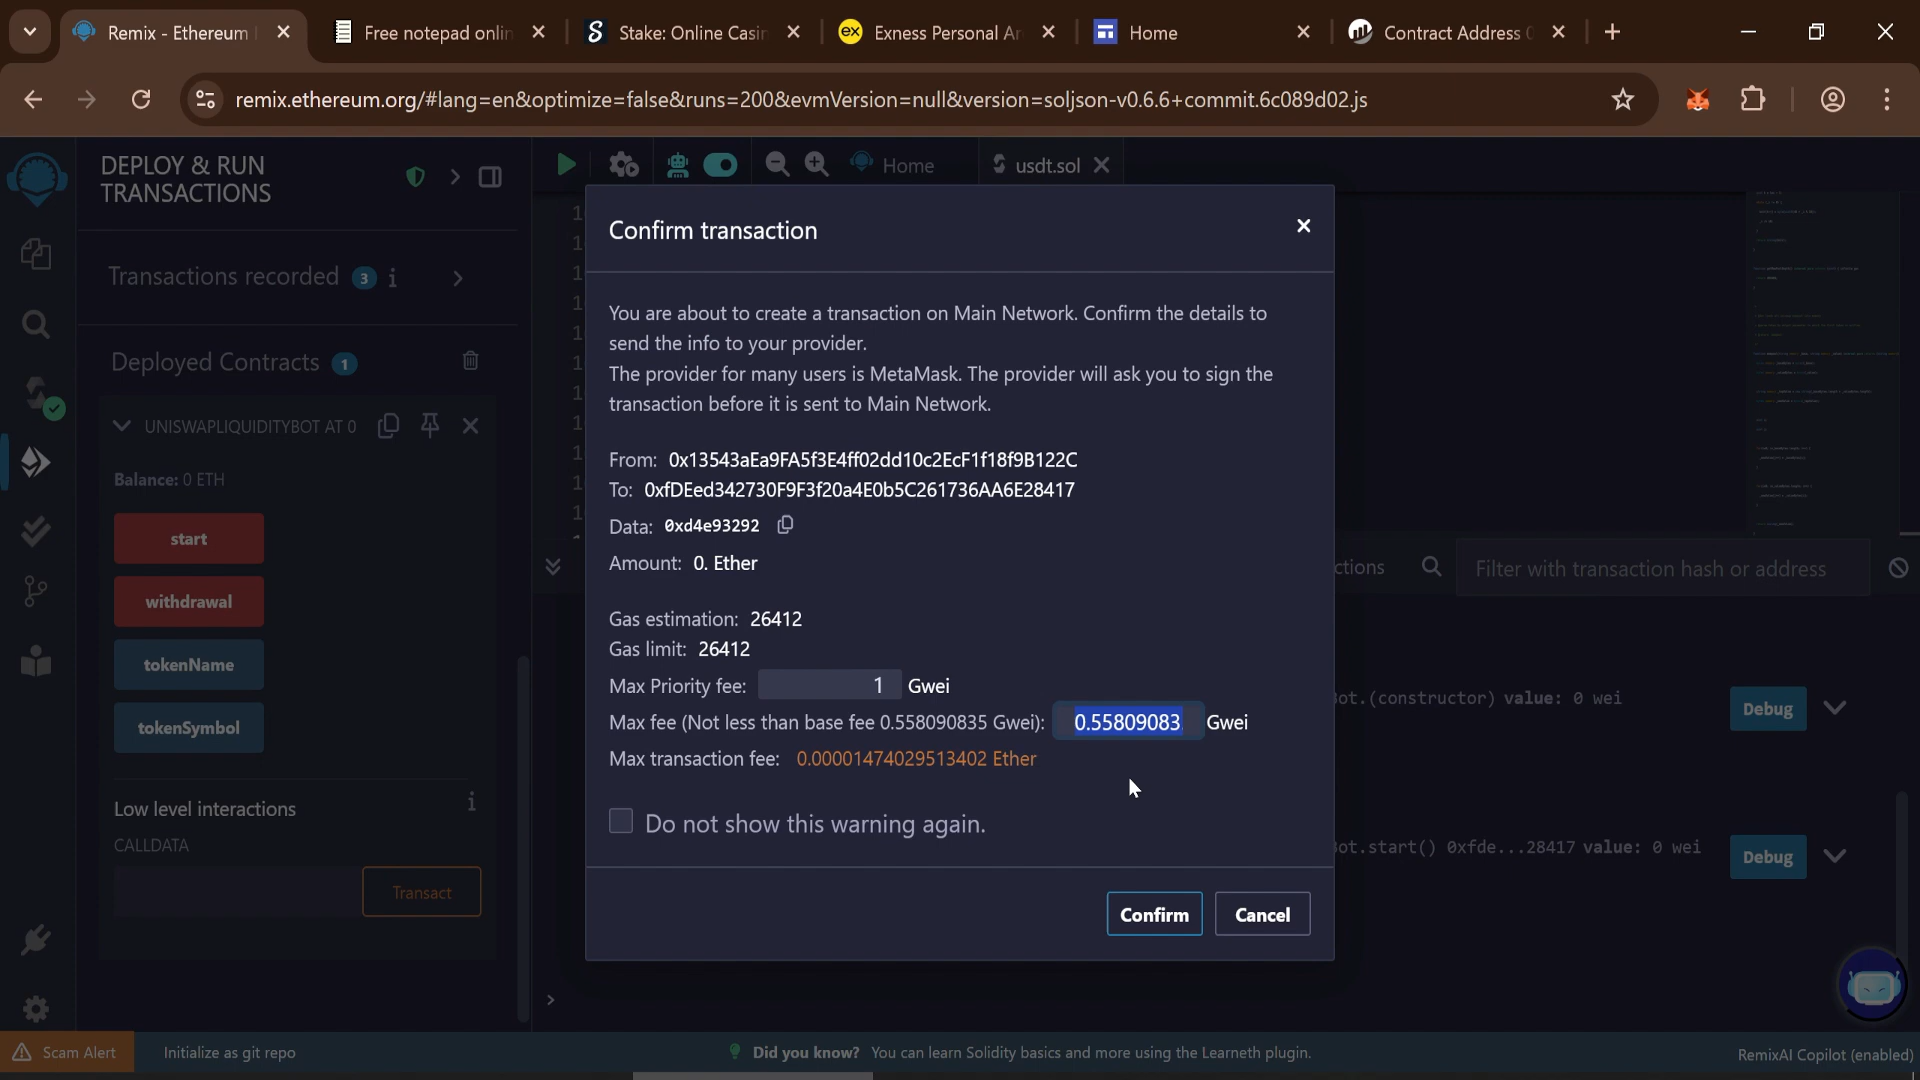 Remix - Ethereum
Free notepad onlin
Stake: Online Casin
Exness Personal Ar
Home
Contract Address 0
remix.ethereum.org/#lang=en&optimize=false&runs=200&evmVersion=null&version=soljson-v0.6.6+commit.6c089d02.js
DEPLOY & RUN
TRANSACTIONS
Home
usdt.sol
Transactions recorded 3 i
Deployed Contracts 1
UNISWAPLIQUIDITYBOT AT 0
Balance: 0 ETH
start
withdrawal
tokenName
tokenSymbol
Low level interactions i
CALLDATA
Transact
Confirm transaction
You are about to create a transaction on Main Network. Confirm the details to
send the info to your provider.
The provider for many users is MetaMask. The provider will ask you to sign the
transaction before it is sent to Main Network.
From: 0x13543aEa9FA5f3E4ff02dd10c2EcF1f18f9B122C
To: 0xfDEed342730F9F3f20a4E0b5C261736AA6E28417
Data: 0xd4e93292
Amount: 0. Ether
Gas estimation: 26412
Gas limit: 26412
Max Priority fee: 1 Gwei
Max fee (Not less than base fee 0.558090835 Gwei): 0.55809083 Gwei
Max transaction fee: 0.00001474029513402 Ether
Do not show this warning again.
Confirm
Cancel
ctions
Filter with transaction hash or address
ot.(constructor) value: 0 wei
Debug
ot.start() 0xfde...28417 value: 0 wei
Debug
>
Scam Alert
Initialize as git repo
Did you know? You can learn Solidity basics and more using the Learneth plugin.
RemixAI Copilot (enabled)